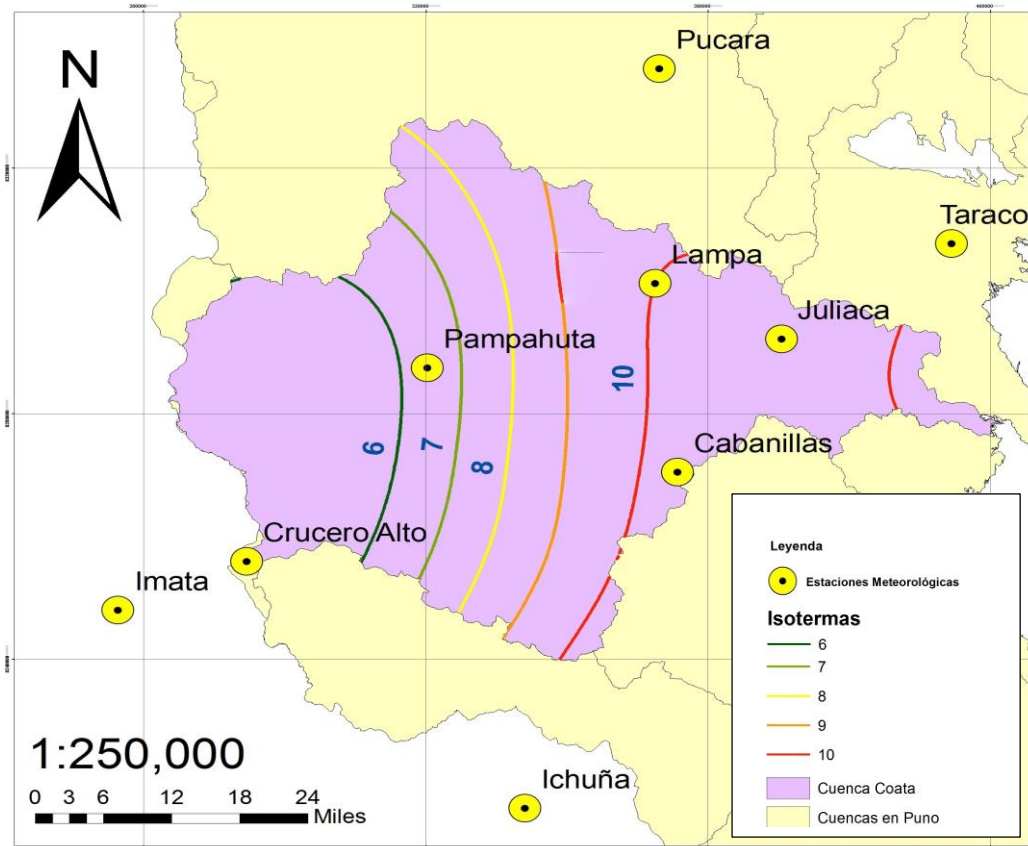 N
Pucara
Taraco
Lampa
Juliaca
Pampahuta
10
6
7
8
Cabanillas
Crucero Alto
Imata
Ichuña
1:250,000
0 3 6 12 18 24
Miles
Leyenda
Estaciones Meteorológicas
Isotermas
6
7
8
9
10
Cuenca Coata
Cuencas en Puno